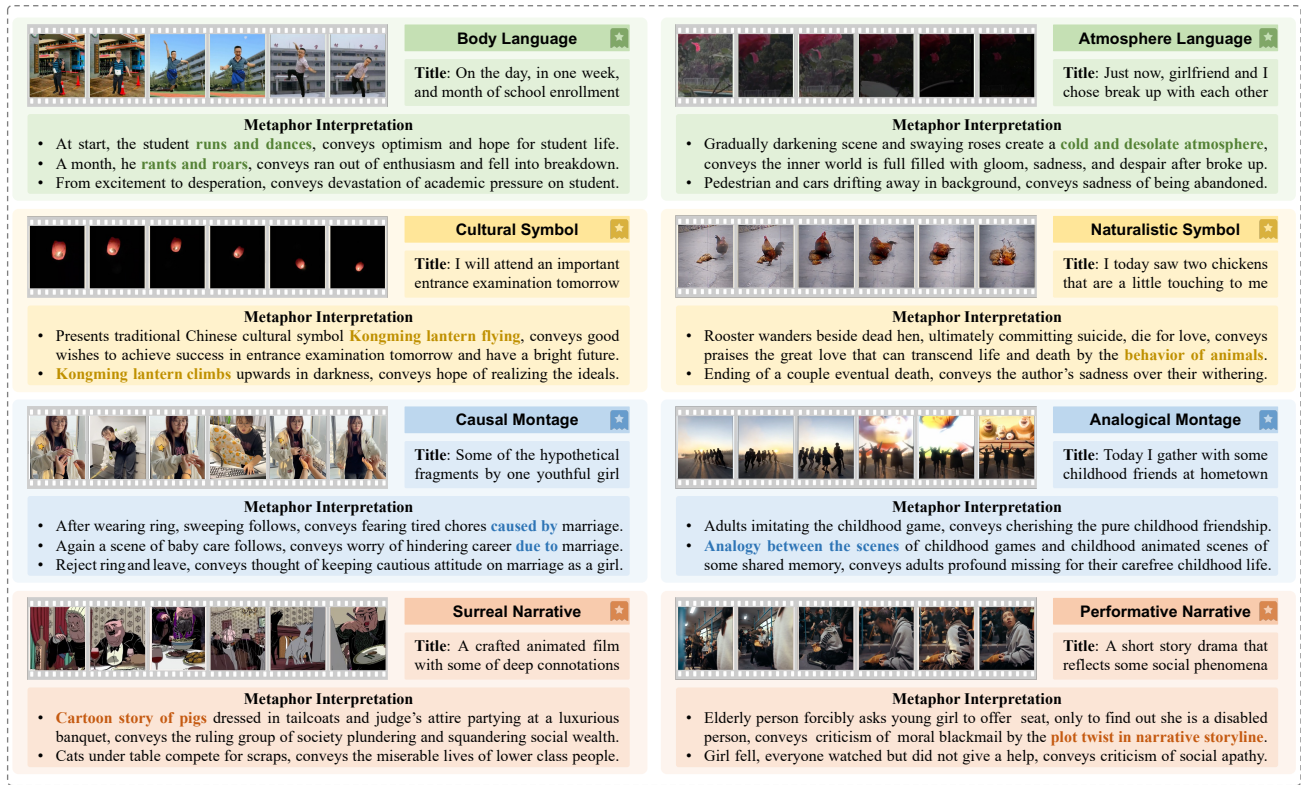 Body Language
Title: On the day, in one week,
and month of school enrollment
Metaphor Interpretation
• At start, the student runs and dances, conveys optimism and hope for student life.
• A month, he rants and roars, conveys ran out of enthusiasm and fell into breakdown.
• From excitement to desperation, conveys devastation of academic pressure on student.
Atmosphere Language
Title: Just now, girlfriend and I
chose break up with each other
Metaphor Interpretation
• Gradually darkening scene and swaying roses create a cold and desolate atmosphere,
conveys the inner world is full filled with gloom, sadness, and despair after broke up.
• Pedestrian and cars drifting away in background, conveys sadness of being abandoned.
Cultural Symbol
Title: I will attend an important
entrance examination tomorrow
Metaphor Interpretation
• Presents traditional Chinese cultural symbol Kongming lantern flying, conveys good
wishes to achieve success in entrance examination tomorrow and have a bright future.
• Kongming lantern climbs upwards in darkness, conveys hope of realizing the ideals.
Naturalistic Symbol
Title: I today saw two chickens
that are a little touching to me
Metaphor Interpretation
• Rooster wanders beside dead hen, ultimately committing suicide, die for love, conveys
praises the great love that can transcend life and death by the behavior of animals.
• Ending of a couple eventual death, conveys the author's sadness over their withering.
Causal Montage
Title: Some of the hypothetical
fragments by one youthful girl
Metaphor Interpretation
• After wearing ring, sweeping follows, conveys fearing tired chores caused by marriage.
• Again a scene of baby care follows, conveys worry of hindering career due to marriage.
• Reject ring and leave, conveys thought of keeping cautious attitude on marriage as a girl.
Analogical Montage
Title: Today I gather with some
childhood friends at hometown
Metaphor Interpretation
• Adults imitating the childhood game, conveys cherishing the pure childhood friendship.
• Analogy between the scenes of childhood games and childhood animated scenes of
some shared memory, conveys adults profound missing for their carefree childhood life.
Surreal Narrative
Title: A crafted animated film
with some of deep connotations
Metaphor Interpretation
• Cartoon story of pigs dressed in tailcoats and judge's attire partying at a luxurious
banquet, conveys the ruling group of society plundering and squandering social wealth.
• Cats under table compete for scraps, conveys the miserable lives of lower class people.
Performative Narrative
Title: A short story drama that
reflects some social phenomena
Metaphor Interpretation
• Elderly person forcibly asks young girl to offer seat, only to find out she is a disabled
person, conveys criticism of moral blackmail by the plot twist in narrative storyline.
• Girl fell, everyone watched but did not give a help, conveys criticism of social apathy.